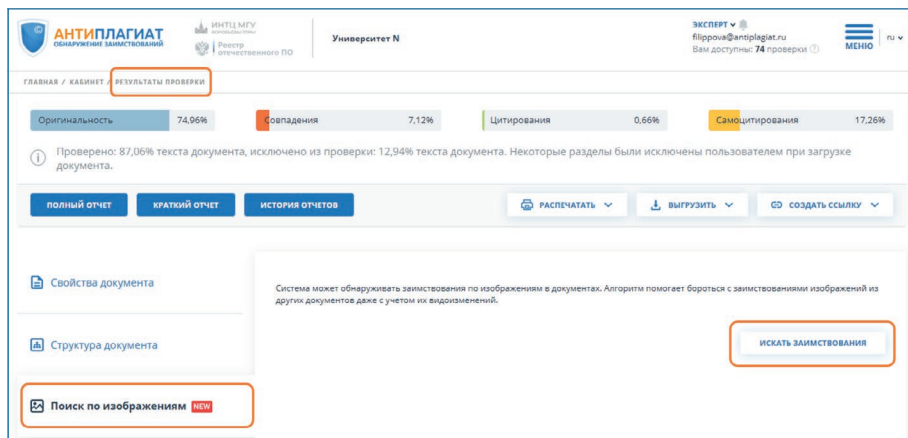 АНТИПЛАГИАТ
ОБНАРУЖЕНИЕ ЗАИМСТВОВАНИЙ
ИНТЦ МГУ
ВОРОБЬЕВЫ ГОРЫ
Реестр
отечественного ПО
Университет N
ЭКСПЕРТ
filippova@antiplagiat.ru
Вам доступны: 74 проверки
МЕНЮ
ru
ГЛАВНАЯ / КАБИНЕТ / РЕЗУЛЬТАТЫ ПРОВЕРКИ
Оригинальность 74,96% Совпадения 7,12% Цитирования 0,66% Самоцитирования 17,26%
Проверено: 87,06% текста документа, исключено из проверки: 12,94% текста документа. Некоторые разделы были исключены пользователем при загрузке
документа.
ПОЛНЫЙ ОТЧЕТ КРАТКИЙ ОТЧЕТ ИСТОРИЯ ОТЧЕТОВ РАСПЕЧАТАТЬ ВЫГРУЗИТЬ СОЗДАТЬ ССЫЛКУ
Свойства документа
Система может обнаруживать заимствования по изображениям в документах. Алгоритм помогает бороться с заимствованиями изображений из
других документов даже с учетом их видоизменений.
Структура документа
ИСКАТЬ ЗАИМСТВОВАНИЯ
Поиск по изображениям NEW